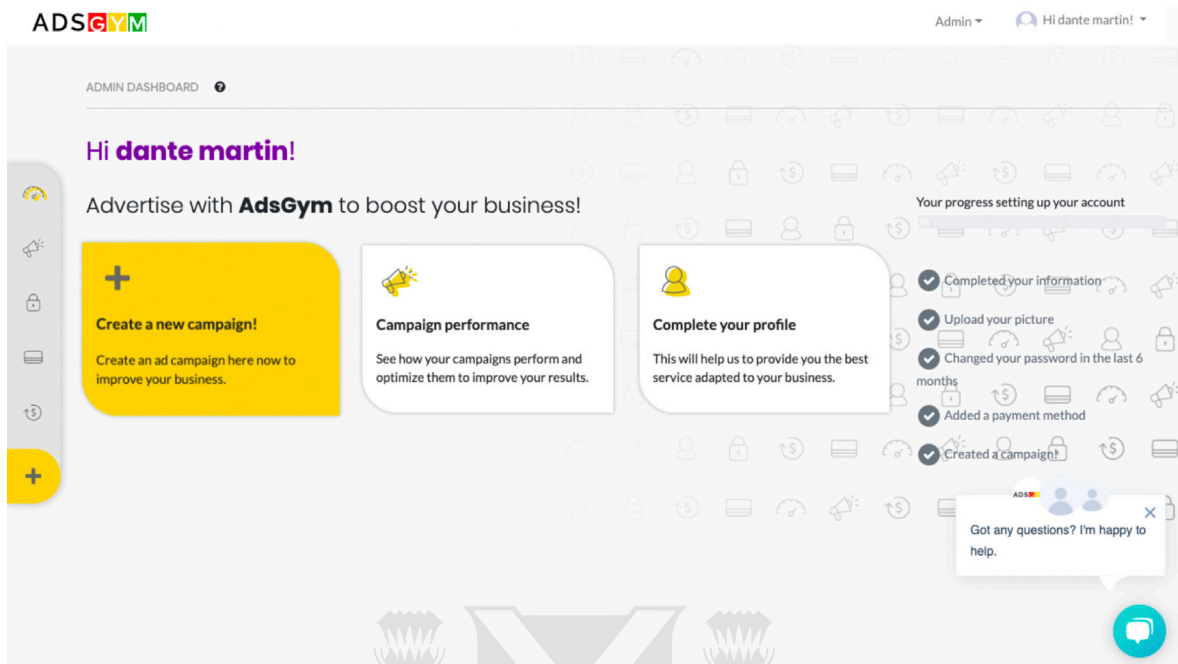 ADSGYM
Admin
Hi dante martin!
ADMIN DASHBOARD
Hi dante martin!
Advertise with AdsGym to boost your business!
Create a new campaign!
Create an ad campaign here now to
improve your business.
Campaign performance
See how your campaigns perform and
optimize them to improve your results.
Complete your profile
This will help us to provide you the best
service adapted to your business.
Your progress setting up your account
Completed your information
Upload your picture
Changed your password in the last 6
months
Added a payment method
Created a campaign!
Got any questions? I'm happy to
help.